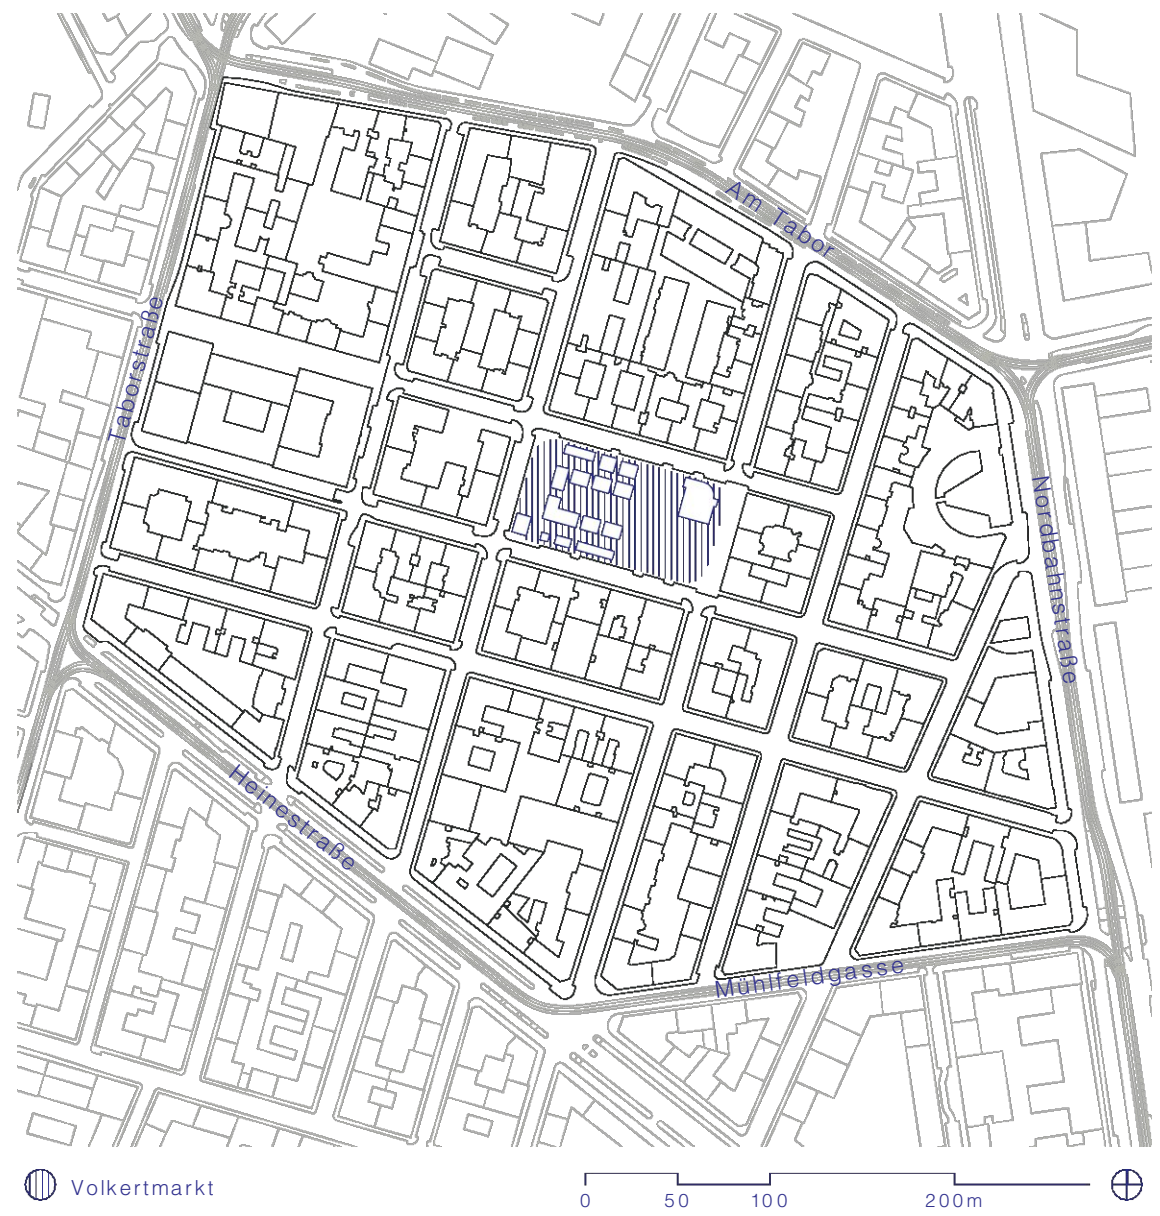 Am Tabor
Taborstraße
Nordbahnstraße
Heinestraße
Mühlfeldgasse
Volkertmarkt
0 50 100 200m